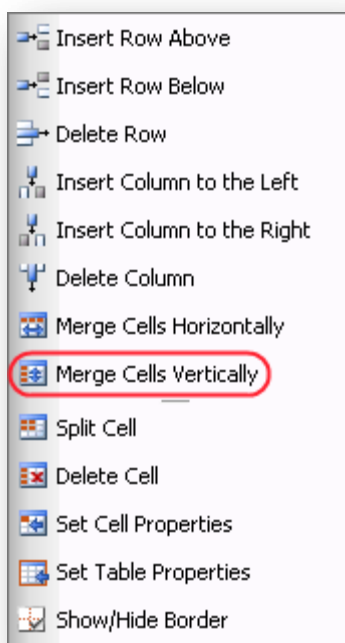 Insert Row Above
Insert Row Below
Delete Row
Insert Column to the Left
Insert Column to the Right
Delete Column
Merge Cells Horizontally
Merge Cells Vertically
Split Cell
Delete Cell
Set Cell Properties
Set Table Properties
Show/Hide Border